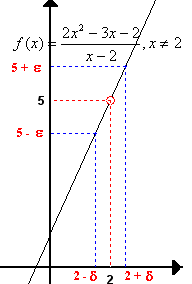 f(x) = (2x² − 3x − 2)/(x − 2), x ≠ 2
5 + ε
5
5 - ε
2 - δ 2 2 + δ